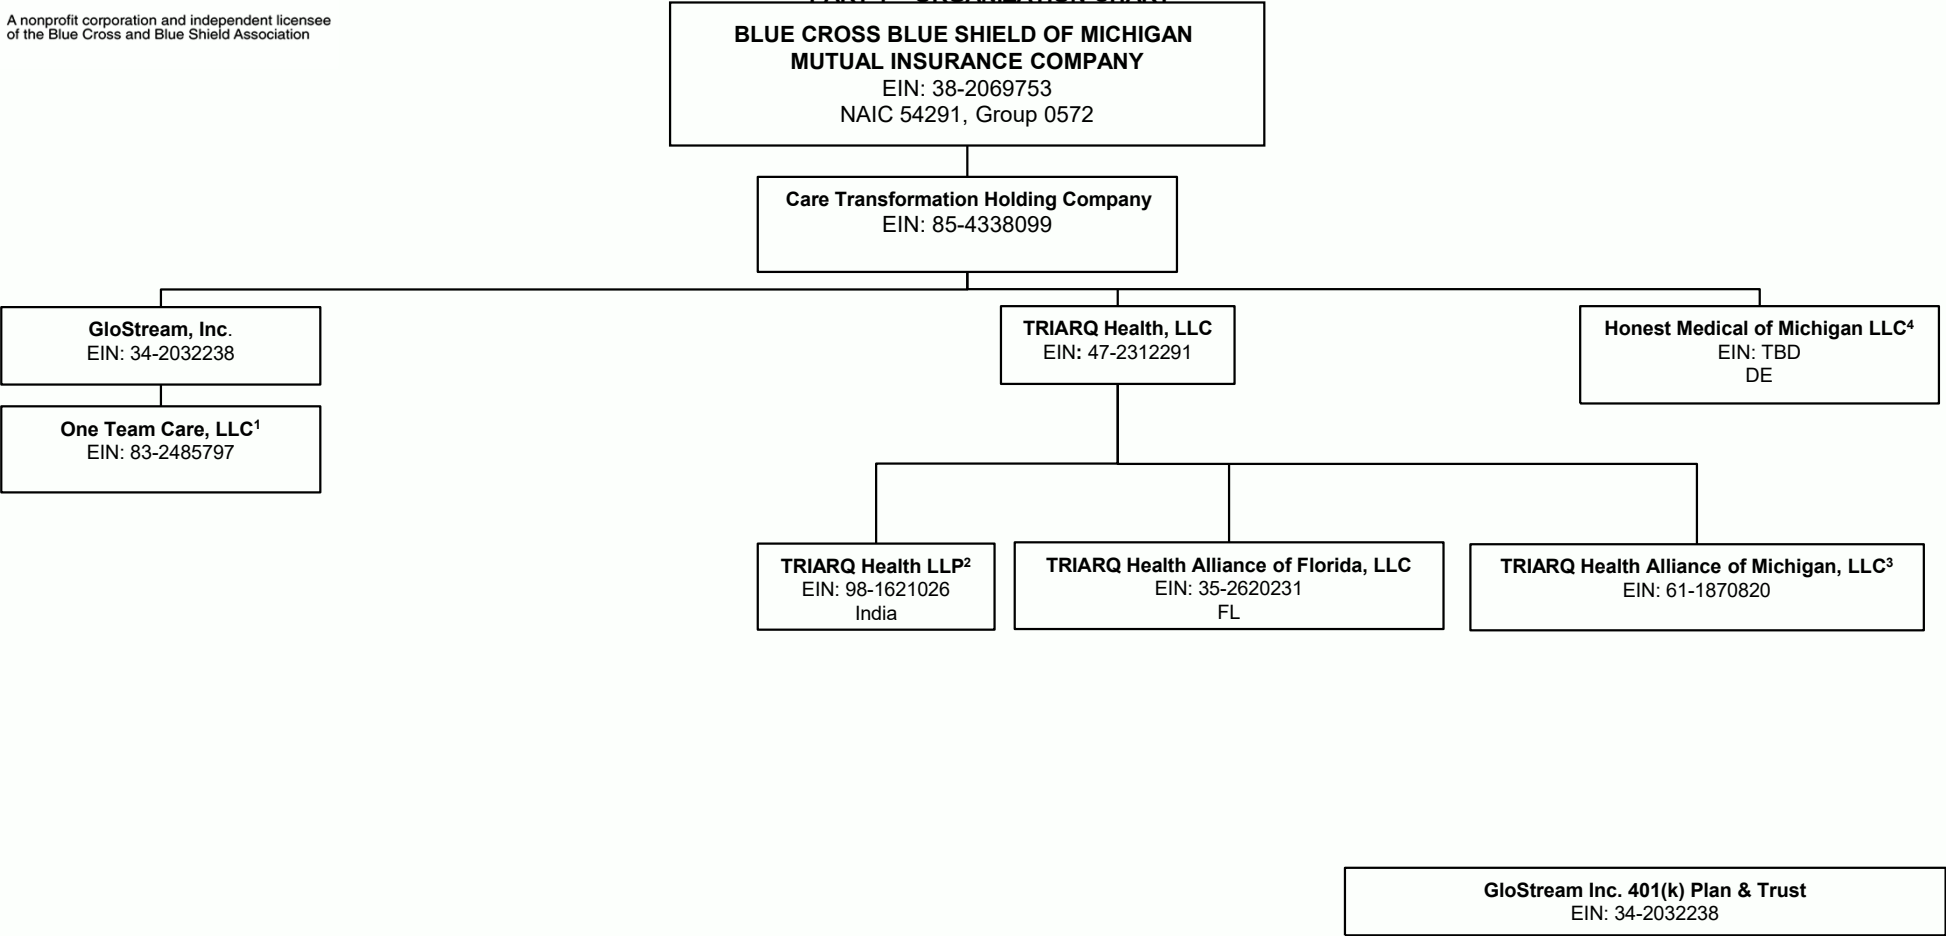 A nonprofit corporation and independent licensee
of the Blue Cross and Blue Shield Association
BLUE CROSS BLUE SHIELD OF MICHIGAN
MUTUAL INSURANCE COMPANY
EIN: 38-2069753
NAIC 54291, Group 0572
Care Transformation Holding Company
EIN: 85-4338099
GloStream, Inc.
EIN: 34-2032238
TRIARQ Health, LLC
EIN: 47-2312291
Honest Medical of Michigan LLC⁴
EIN: TBD
DE
One Team Care, LLC¹
EIN: 83-2485797
TRIARQ Health LLP²
EIN: 98-1621026
India
TRIARQ Health Alliance of Florida, LLC
EIN: 35-2620231
FL
TRIARQ Health Alliance of Michigan, LLC³
EIN: 61-1870820
GloStream Inc. 401(k) Plan & Trust
EIN: 34-2032238